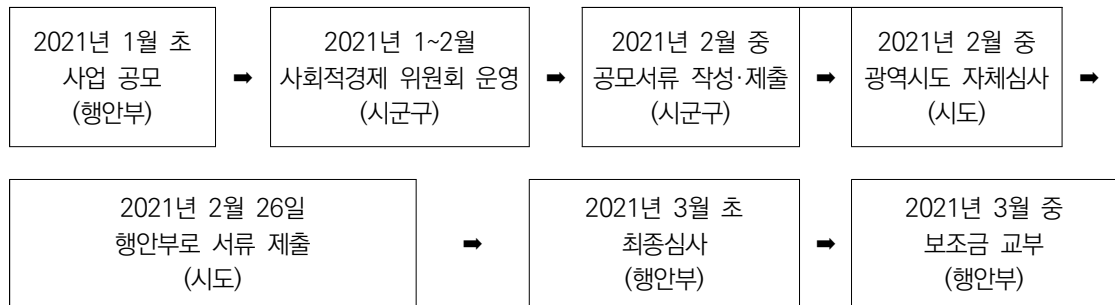 2021년 1월 초
사업 공모
(행안부)
➡
2021년 1~2월
사회적경제 위원회 운영
(시군구)
➡
2021년 2월 중
공모서류 작성·제출
(시군구)
➡
2021년 2월 중
광역시도 자체심사
(시도)
➡
2021년 2월 26일
행안부로 서류 제출
(시도)
➡
2021년 3월 초
최종심사
(행안부)
➡
2021년 3월 중
보조금 교부
(행안부)